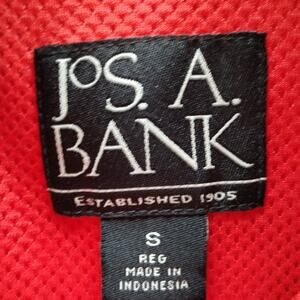 JOS. A.
BANK
ESTABLISHED 1905
S
REG
MADE IN
INDONESIA